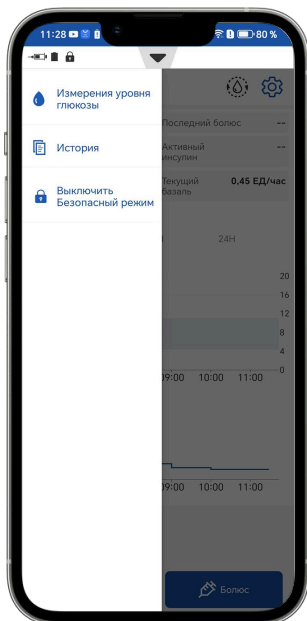 11:28 80 %
Измерения уровня
глюкозы
История
Выключить
Безопасный режим
Последний болюс --
Активный
инсулин --
Текущий
базаль 0,45 ЕД/час
24H
20
16
12
8
4
0
09:00 10:00 11:00
09:00 10:00 11:00
Болюс